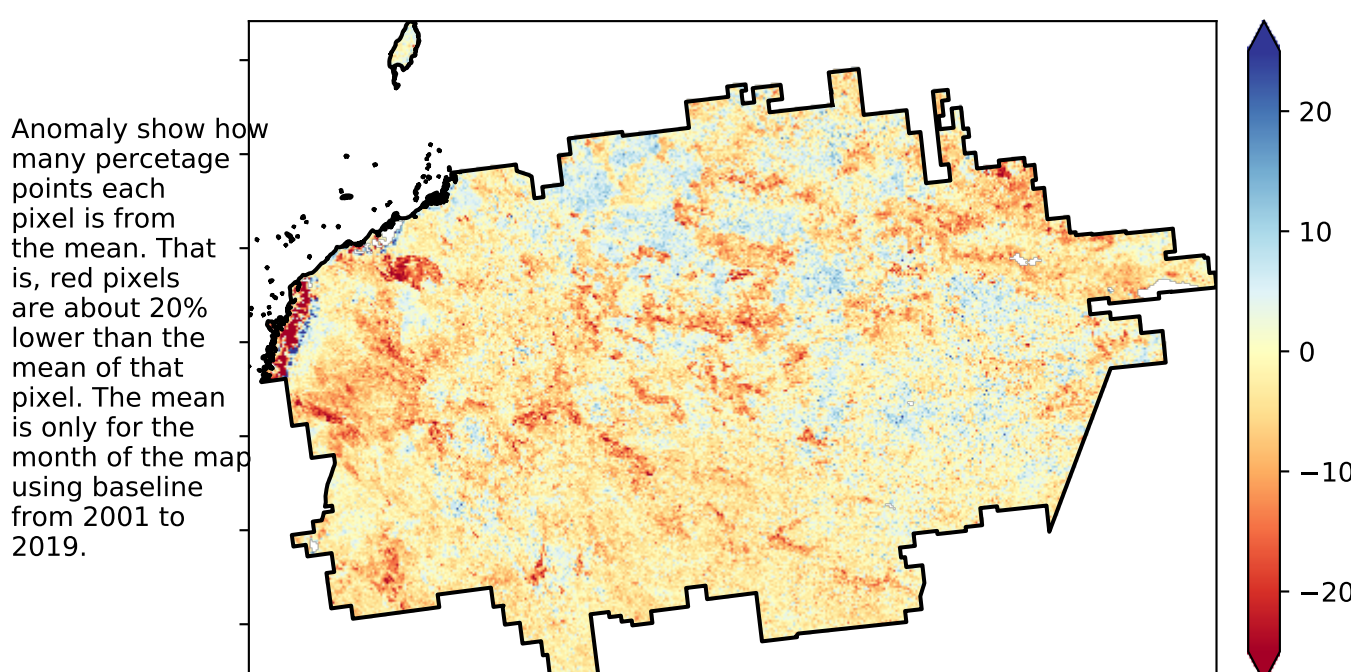 Anomaly show how
many percetage
points each
pixel is from
the mean. That
is, red pixels
are about 20%
lower than the
mean of that
pixel. The mean
is only for the
month of the map
using baseline
from 2001 to
2019.
20
10
0
−10
−20